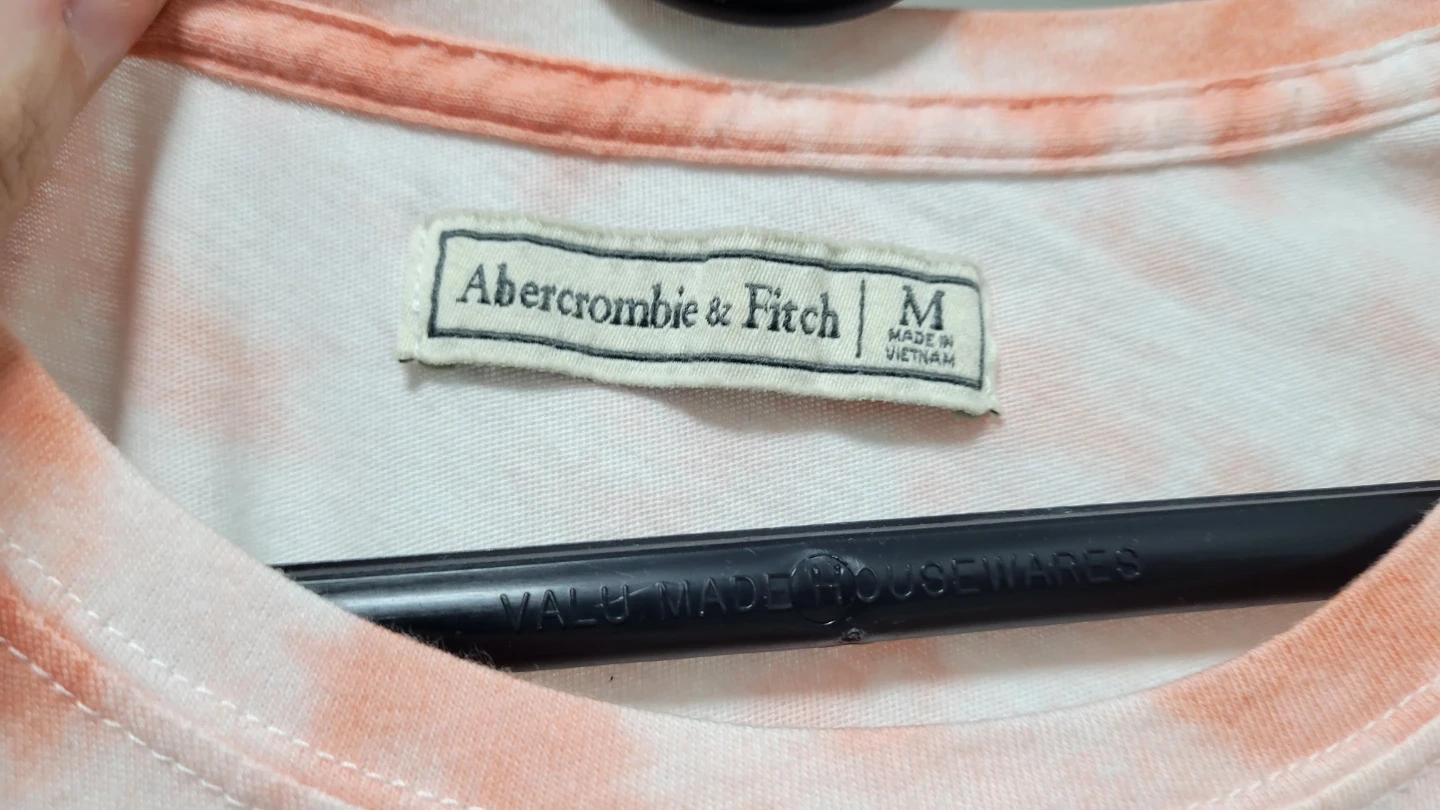 Abercrombie & Fitch
M
MADE IN
VIETNAM
VALU MADE HOUSEWARES